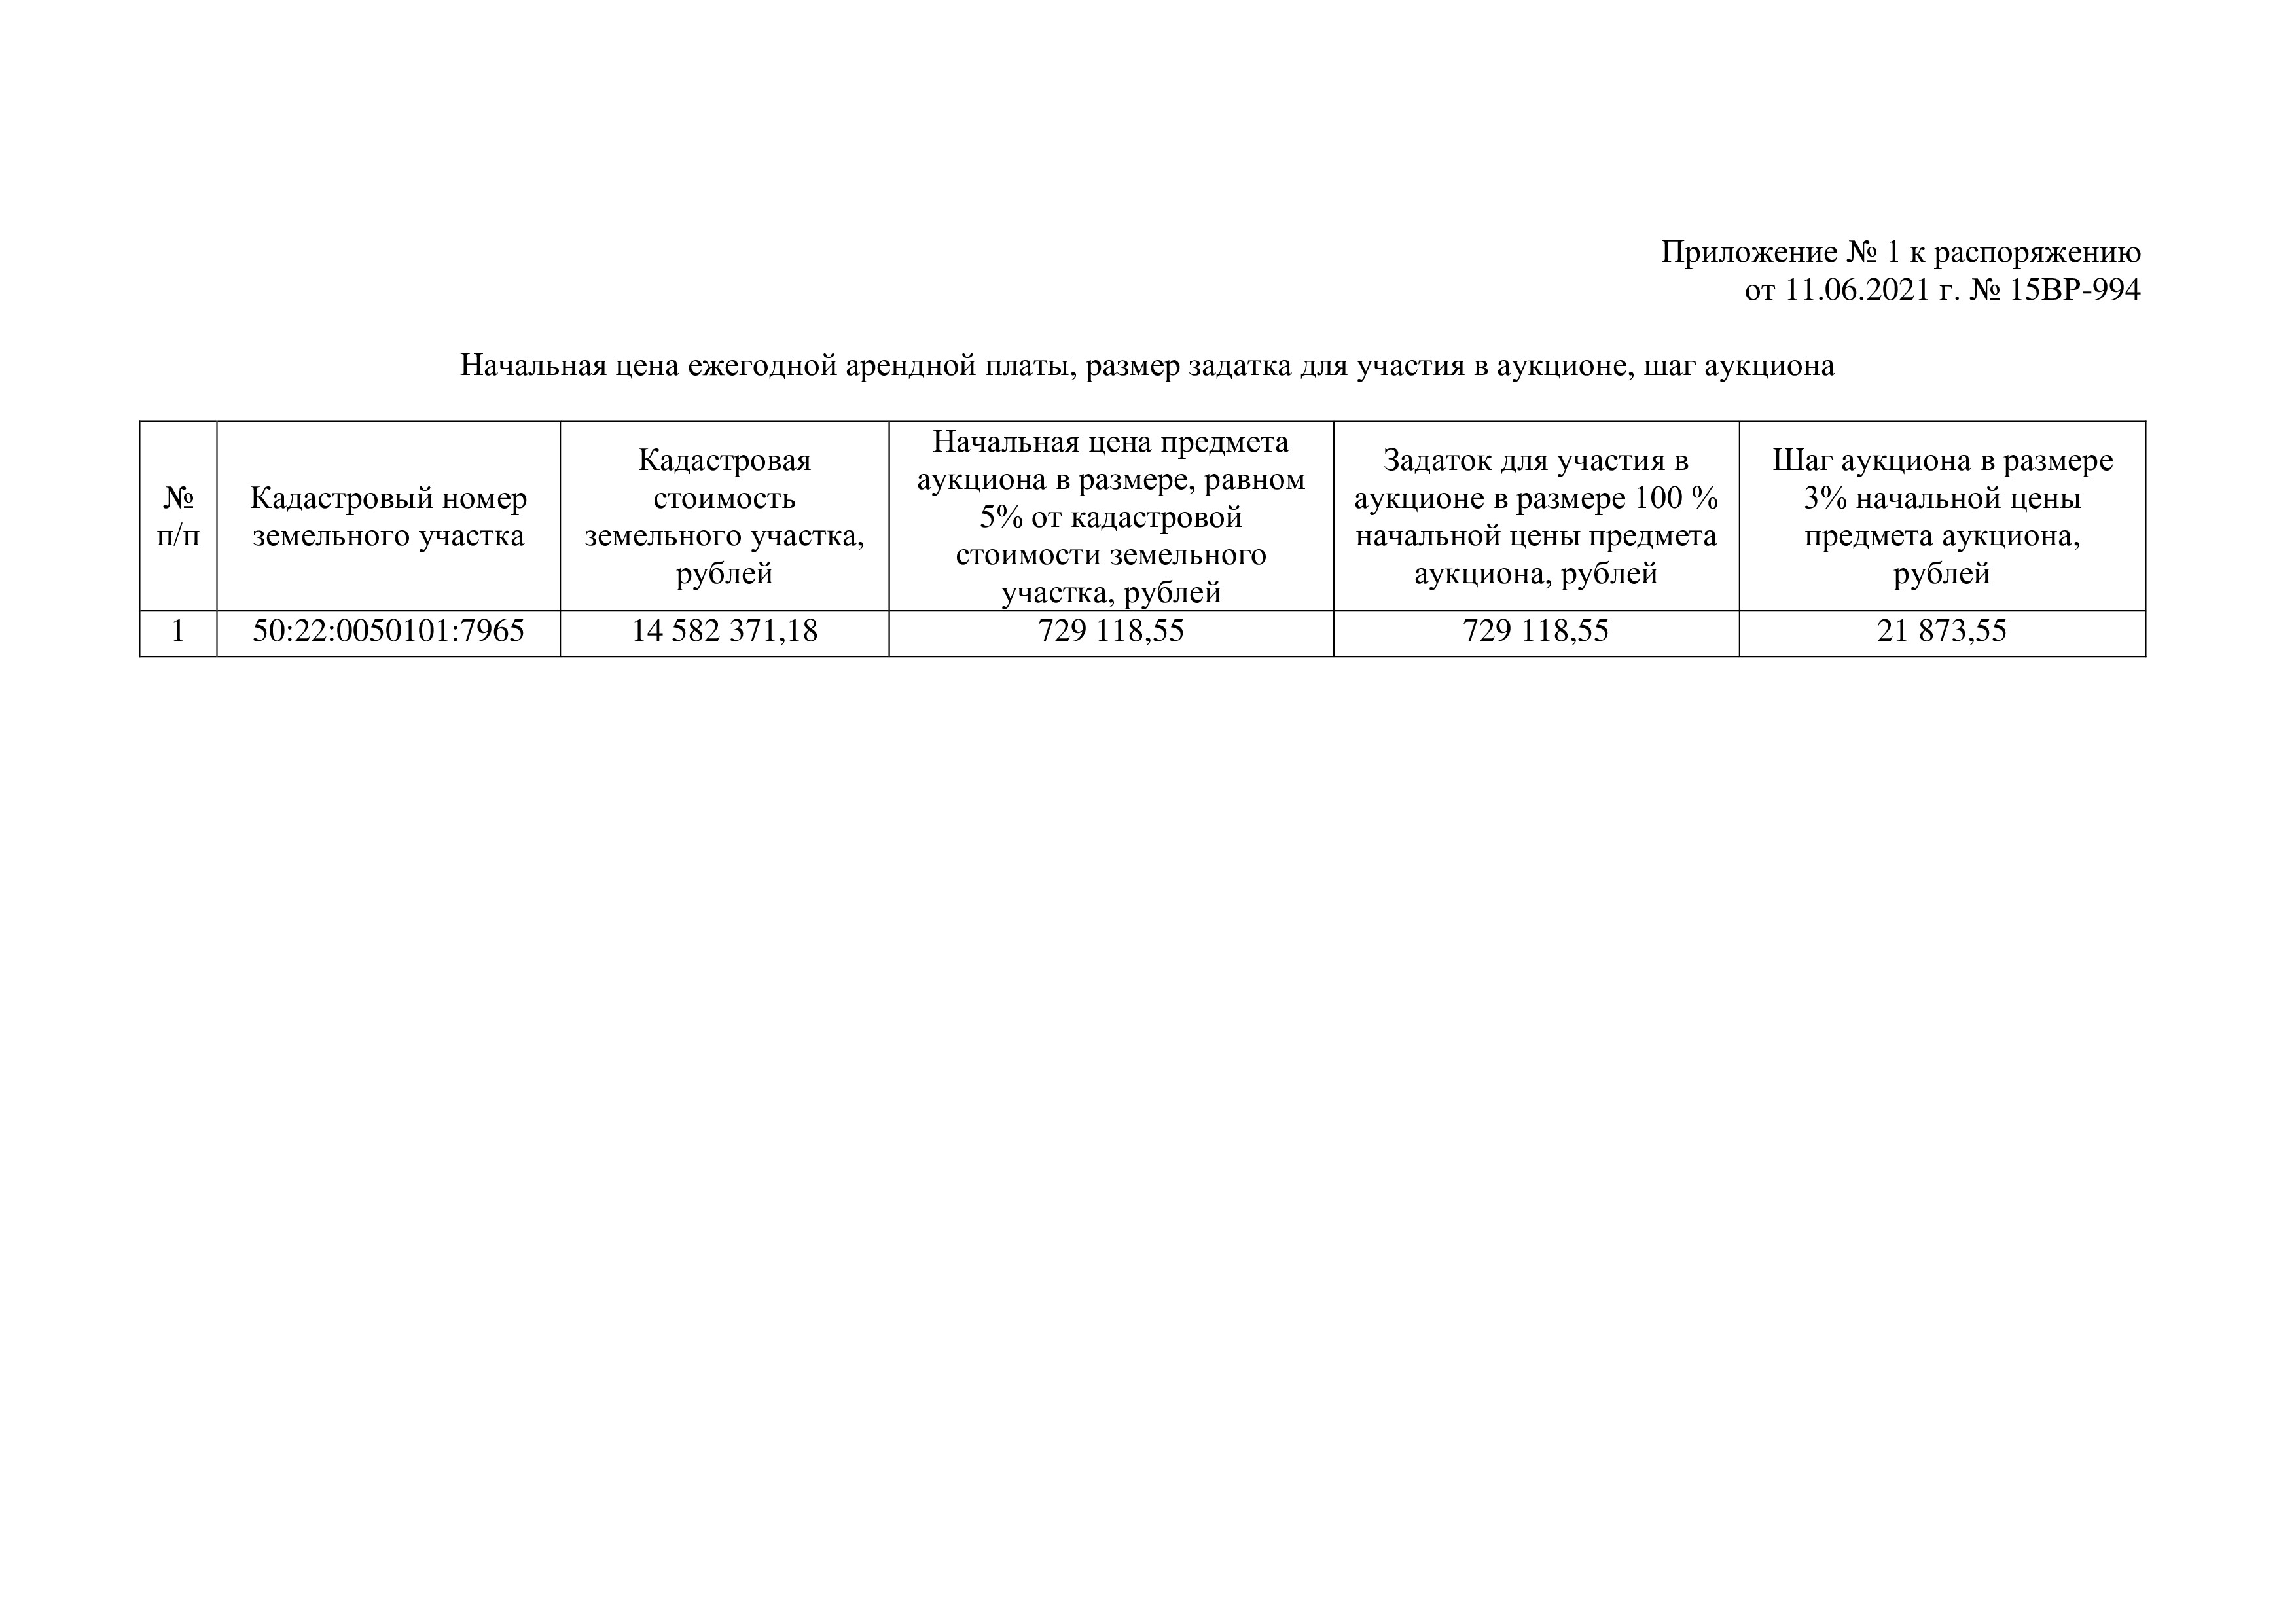 Приложение № 1 к распоряжению
от 11.06.2021 г. № 15ВР-994
Начальная цена ежегодной арендной платы, размер задатка для участия в аукционе, шаг аукциона
№
п/п
Кадастровый номер
земельного участка
Кадастровая
стоимость
земельного участка,
рублей
Начальная цена предмета
аукциона в размере, равном
5% от кадастровой
стоимости земельного
участка, рублей
Задаток для участия в
аукционе в размере 100 %
начальной цены предмета
аукциона, рублей
Шаг аукциона в размере
3% начальной цены
предмета аукциона,
рублей
1
50:22:0050101:7965
14 582 371,18
729 118,55
729 118,55
21 873,55